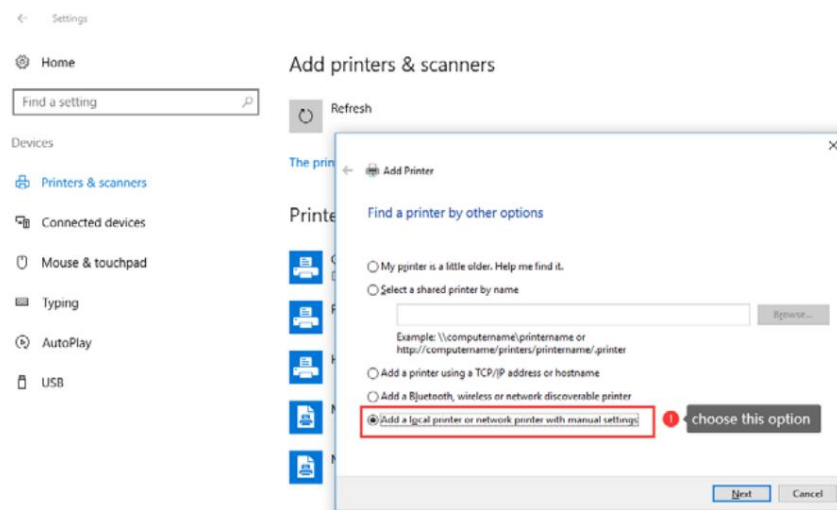 Settings
Home
Find a setting
Devices
Printers & scanners
Connected devices
Mouse & touchpad
Typing
AutoPlay
USB
Add printers & scanners
Refresh
The prin
Printe
Add Printer
Find a printer by other options
My printer is a little older. Help me find it.
Select a shared printer by name
Browse...
Example: \\computername\printername or
http://computername/printers/printername/.printer
Add a printer using a TCP/IP address or hostname
Add a Bluetooth, wireless or network discoverable printer
Add a local printer or network printer with manual settings
1 choose this option
Next Cancel